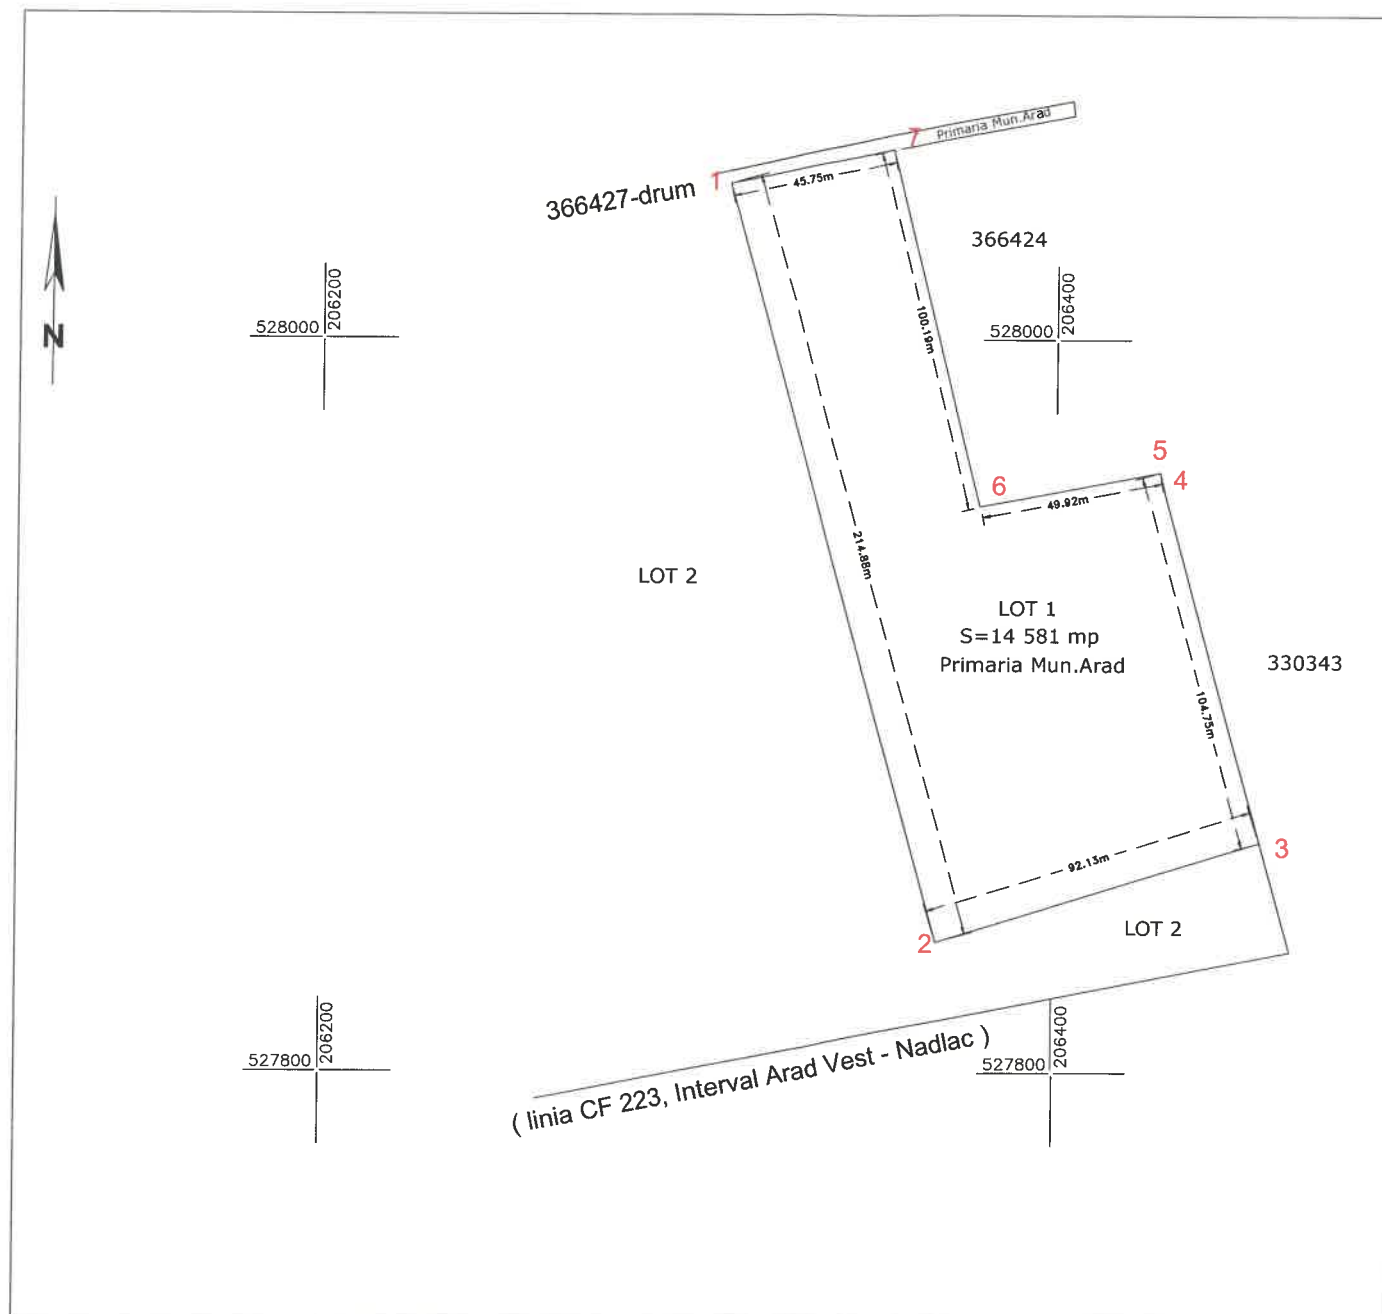 Primaria Mun.Arad
7
1
45.75m
366427-drum
366424
N
528000
206200
528000
206400
100.19m
5
6
4
49.92m
214.88m
LOT 2
LOT 1
S=14 581 mp
Primaria Mun.Arad
330343
104.75m
3
92.13m
2
LOT 2
527800
206200
( linia CF 223, Interval Arad Vest - Nadlac )
527800
206400